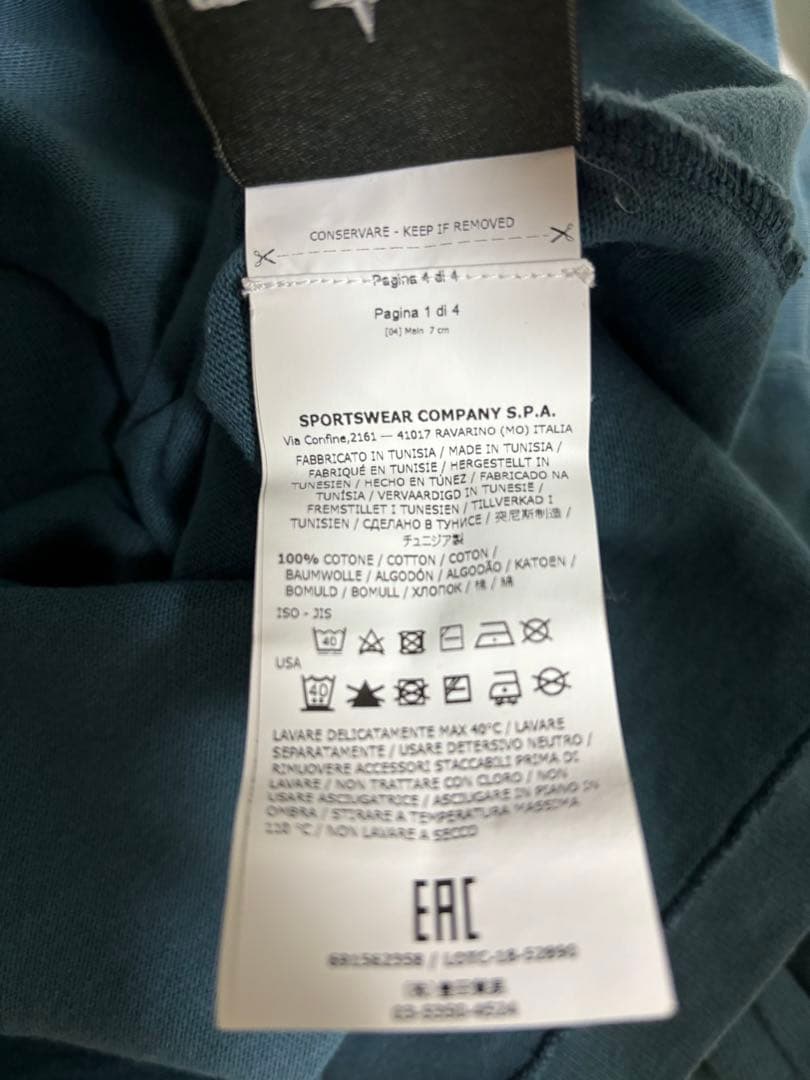 CONSERVARE - KEEP IF REMOVED
Pagina 4 di 4
Pagina 1 di 4
[04] Main 7 cm
SPORTSWEAR COMPANY S.P.A.
Via Confine,2161 — 41017 RAVARINO (MO) ITALIA
FABBRICATO IN TUNISIA / MADE IN TUNISIA /
FABRIQUÉ EN TUNISIE / HERGESTELLT IN
TUNESIEN / HECHO EN TÚNEZ / FABRICADO NA
TUNÍSIA / VERVAARDIGD IN TUNESIË /
FREMSTILLET I TUNESIEN / TILLVERKAD I
TUNISIEN / СДЕЛАНО В ТУНИСЕ / 突尼斯制造 /
チュニジア製
100% COTONE / COTTON / COTON /
BAUMWOLLE / ALGODÓN / ALGODÃO / KATOEN /
BOMULD / BOMULL / ХЛОПОК / 棉 / 綿
ISO - JIS
40
USA
40
LAVARE DELICATAMENTE MAX 40°C / LAVARE
SEPARATAMENTE / USARE DETERSIVO NEUTRO /
RIMUOVERE ACCESSORI STACCABILI PRIMA DI
LAVARE / NON TRATTARE CON CLORO / NON
USARE ASCIUGATRICE / ASCIUGARE IN PIANO IN
OMBRA / STIRARE A TEMPERATURA MASSIMA
110 °C / NON LAVARE A SECCO
EAC